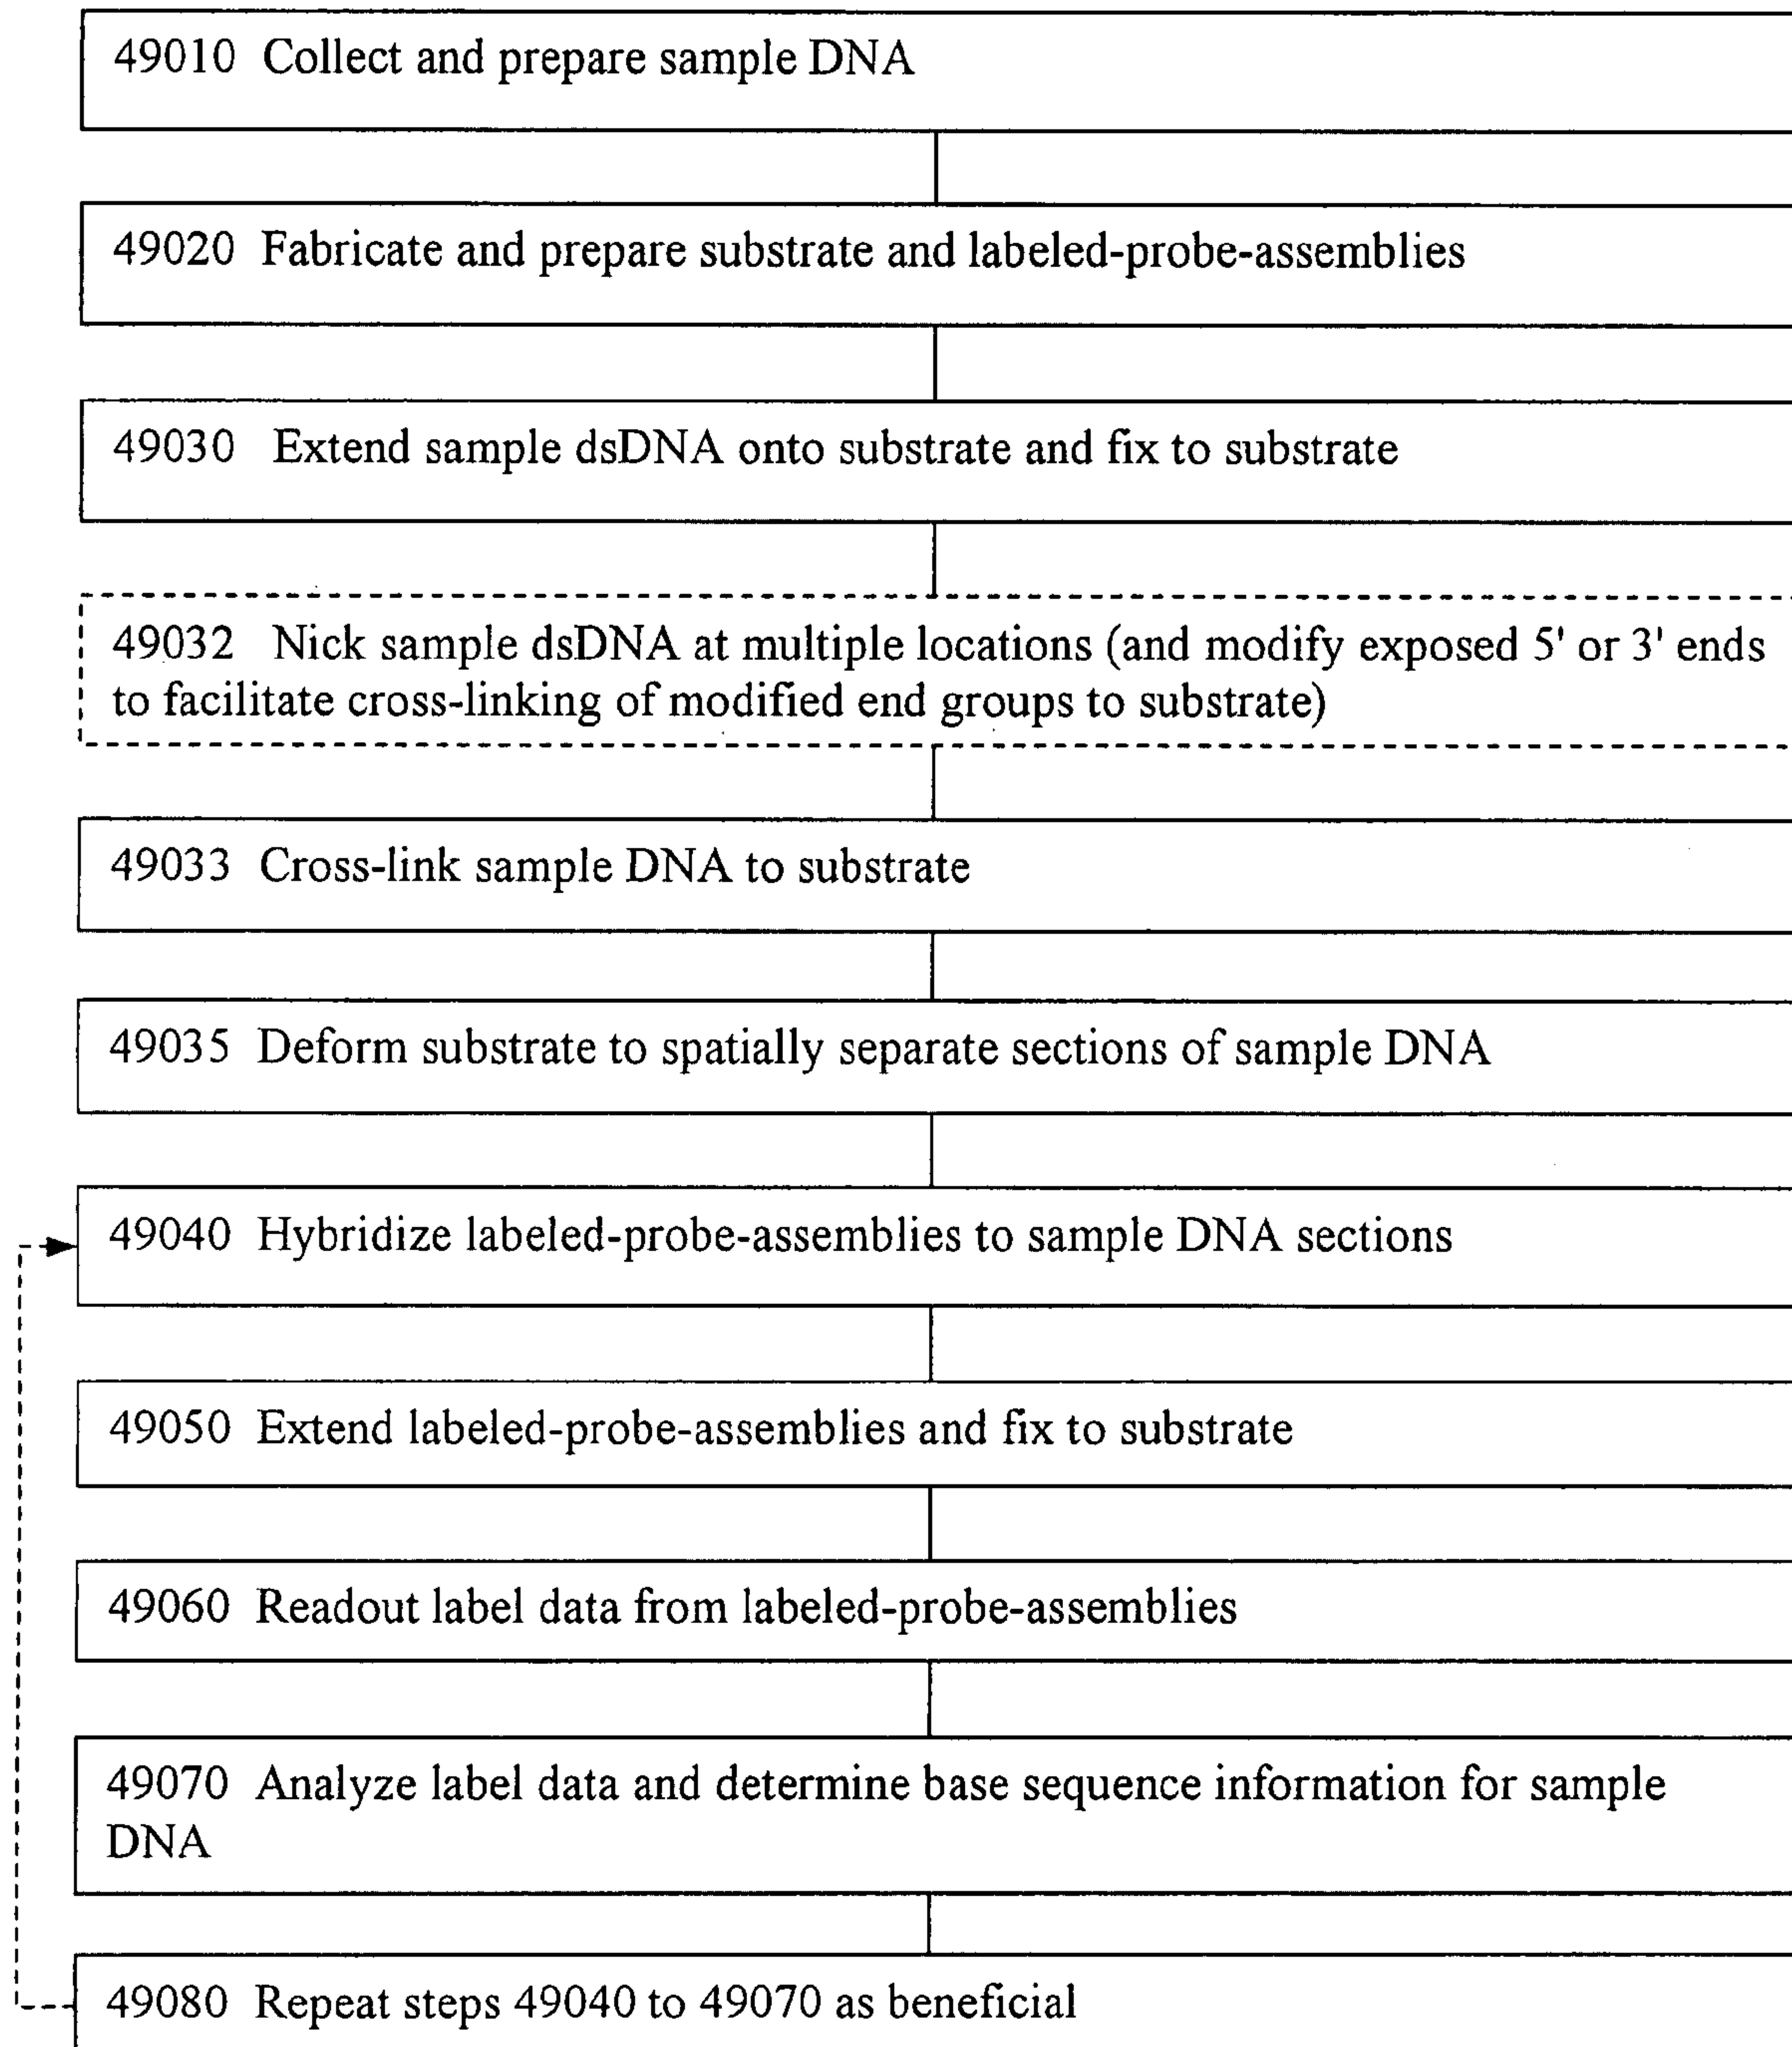 49010 Collect and prepare sample DNA
49020 Fabricate and prepare substrate and labeled-probe-assemblies
49030 Extend sample dsDNA onto substrate and fix to substrate
49032 Nick sample dsDNA at multiple locations (and modify exposed 5' or 3' ends
to facilitate cross-linking of modified end groups to substrate)
49033 Cross-link sample DNA to substrate
49035 Deform substrate to spatially separate sections of sample DNA
49040 Hybridize labeled-probe-assemblies to sample DNA sections
49050 Extend labeled-probe-assemblies and fix to substrate
49060 Readout label data from labeled-probe-assemblies
49070 Analyze label data and determine base sequence information for sample
DNA
49080 Repeat steps 49040 to 49070 as beneficial